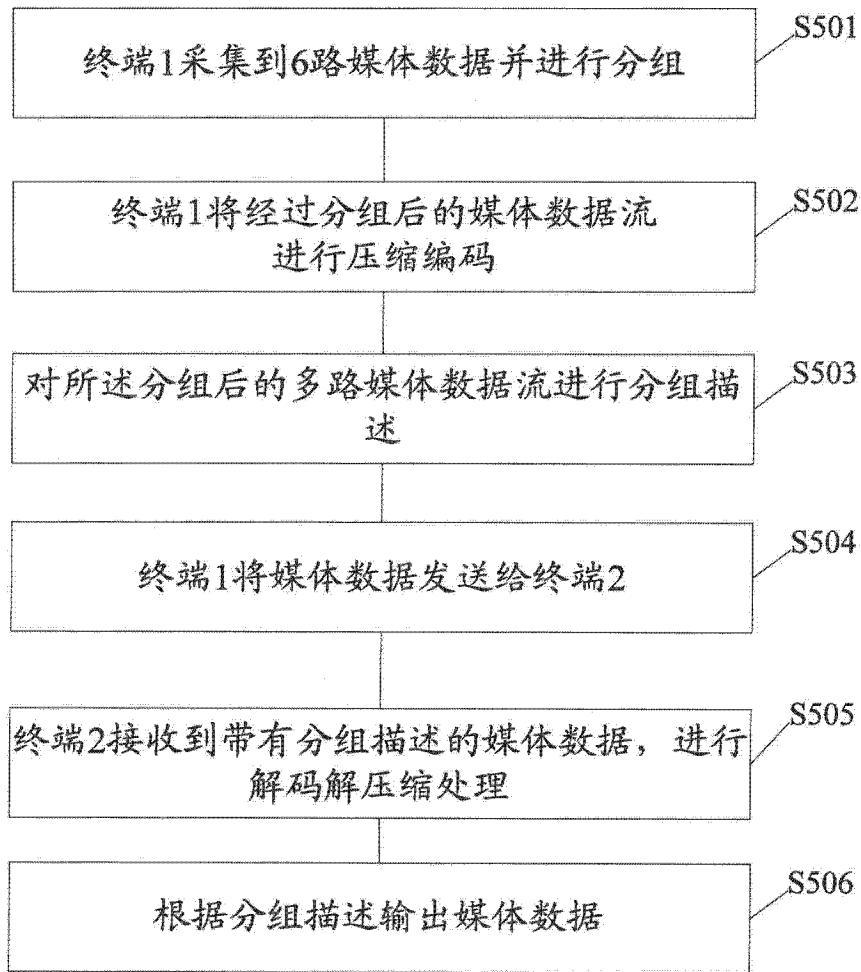 S501
终端1采集到6路媒体数据并进行分组
S502
终端1将经过分组后的媒体数据流
进行压缩编码
S503
对所述分组后的多路媒体数据流进行分组描
述
S504
终端1将媒体数据发送给终端2
S505
终端2接收到带有分组描述的媒体数据，进行
解码解压缩处理
S506
根据分组描述输出媒体数据